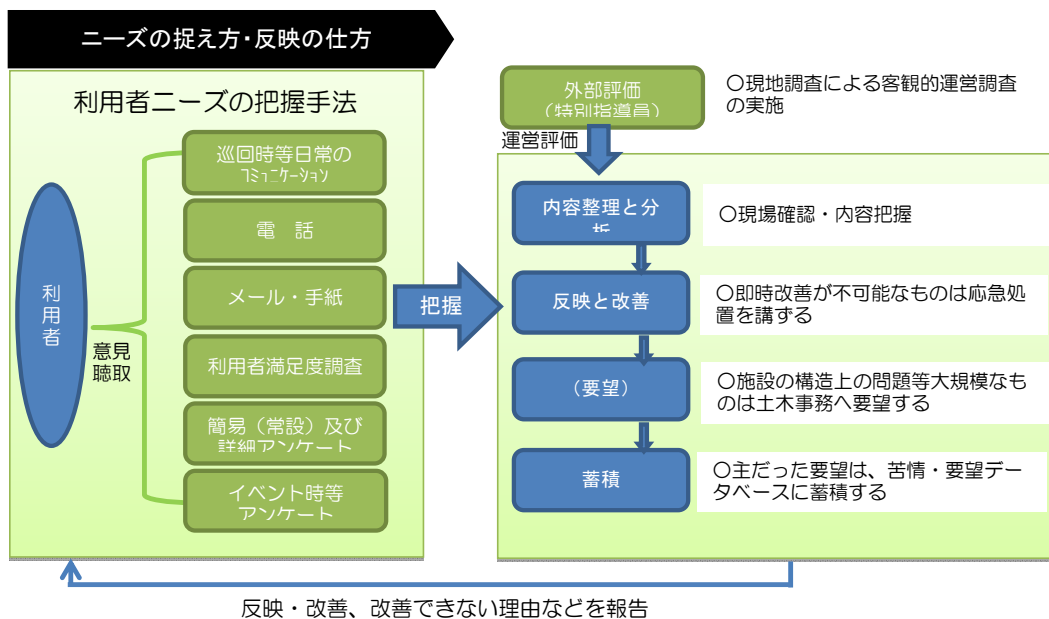 ニーズの捉え方・反映の仕方
利用者ニーズの把握手法
利用者
意見
聴取
巡回時等日常の
ｺﾐｭﾆｹｰｼｮﾝ
電　話
メール・手紙
利用者満足度調査
簡易（常設）及び
詳細アンケート
イベント時等
アンケート
把握
外部評価
（特別指導員）
〇現地調査による客観的運営調査
の実施
運営評価
内容整理と分
析
〇現場確認・内容把握
反映と改善
〇即時改善が不可能なものは応急処
置を講ずる
（要望）
〇施設の構造上の問題等大規模なも
のは土木事務へ要望する
蓄積
〇主だった要望は、苦情・要望デー
タベースに蓄積する
反映・改善、改善できない理由などを報告